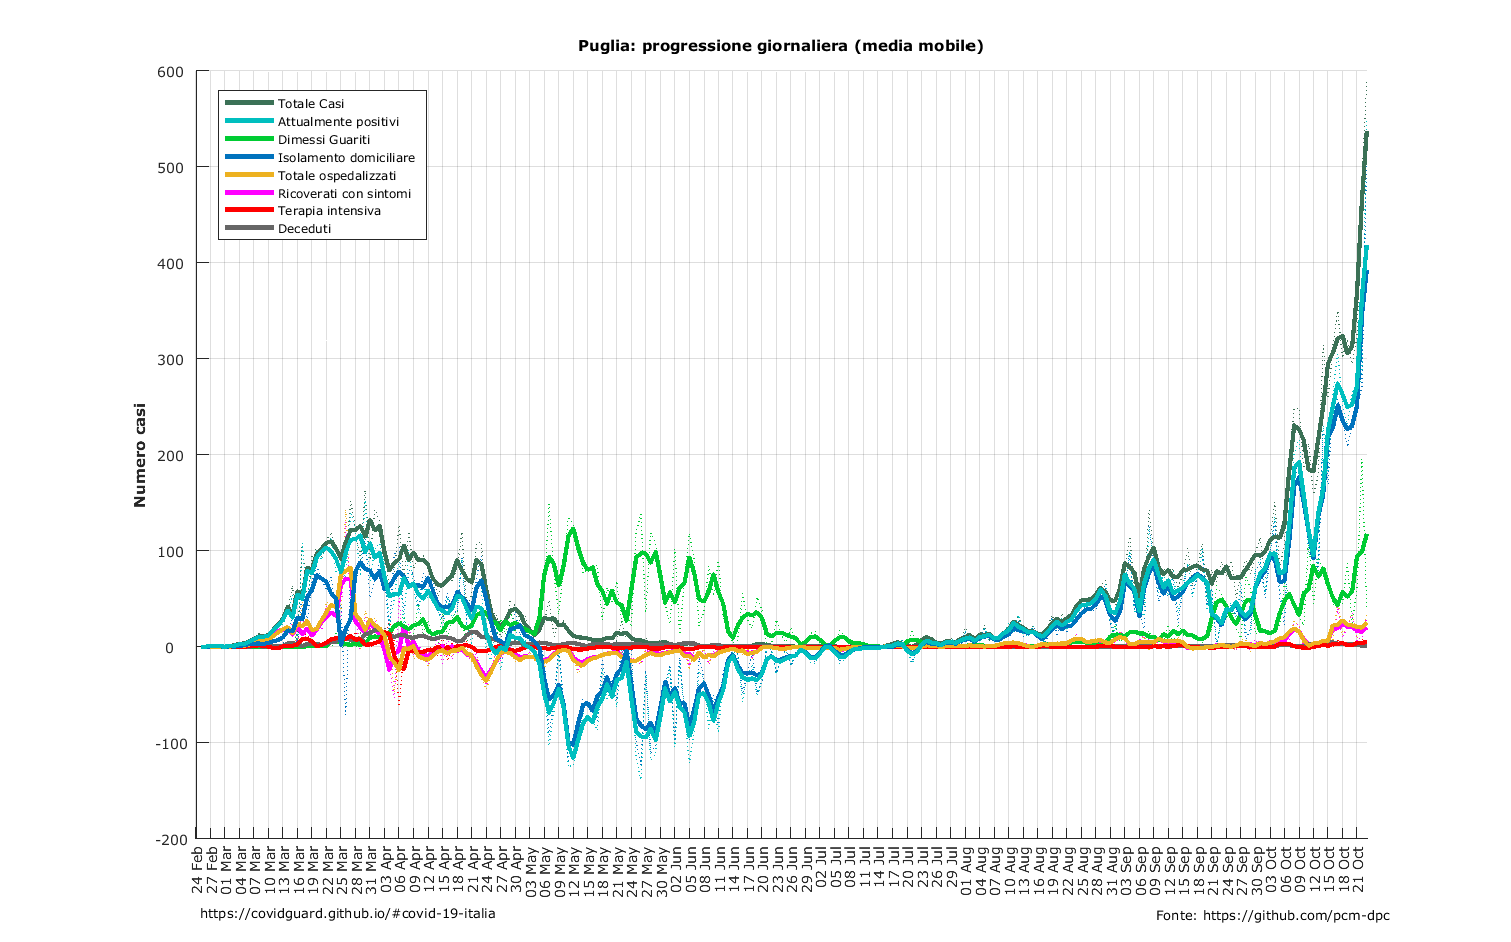 Puglia: progressione giornaliera (media mobile)
600
500
400
300
200
100
0
-100
-200
Numero casi
Totale Casi
Attualmente positivi
Dimessi Guariti
Isolamento domiciliare
Totale ospedalizzati
Ricoverati con sintomi
Terapia intensiva
Deceduti
24 Feb
27 Feb
01 Mar
04 Mar
07 Mar
10 Mar
13 Mar
16 Mar
19 Mar
22 Mar
25 Mar
28 Mar
31 Mar
03 Apr
06 Apr
09 Apr
12 Apr
15 Apr
18 Apr
21 Apr
24 Apr
27 Apr
30 Apr
03 May
06 May
09 May
12 May
15 May
18 May
21 May
24 May
27 May
30 May
02 Jun
05 Jun
08 Jun
11 Jun
14 Jun
17 Jun
20 Jun
23 Jun
26 Jun
29 Jun
02 Jul
05 Jul
08 Jul
11 Jul
14 Jul
17 Jul
20 Jul
23 Jul
26 Jul
29 Jul
01 Aug
04 Aug
07 Aug
10 Aug
13 Aug
16 Aug
19 Aug
22 Aug
25 Aug
28 Aug
31 Aug
03 Sep
06 Sep
09 Sep
12 Sep
15 Sep
18 Sep
21 Sep
24 Sep
27 Sep
30 Sep
03 Oct
06 Oct
09 Oct
12 Oct
15 Oct
18 Oct
21 Oct
https://covidguard.github.io/#covid-19-italia
Fonte: https://github.com/pcm-dpc